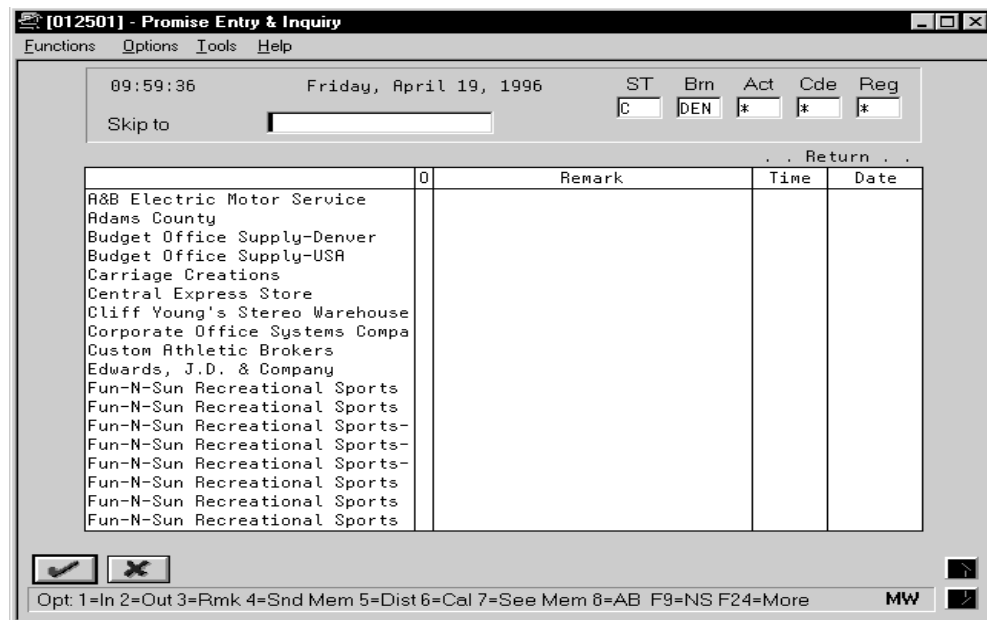 [012501] - Promise Entry & Inquiry
Functions Options Tools Help
09:59:36 Friday, April 19, 1996 ST Brn Act Cde Reg
C DEN * * *
Skip to
. . Return . .
O Remark Time Date
A&B Electric Motor Service
Adams County
Budget Office Supply-Denver
Budget Office Supply-USA
Carriage Creations
Central Express Store
Cliff Young's Stereo Warehouse
Corporate Office Systems Compa
Custom Athletic Brokers
Edwards, J.D. & Company
Fun-N-Sun Recreational Sports
Fun-N-Sun Recreational Sports
Fun-N-Sun Recreational Sports-
Fun-N-Sun Recreational Sports-
Fun-N-Sun Recreational Sports-
Fun-N-Sun Recreational Sports
Fun-N-Sun Recreational Sports
Fun-N-Sun Recreational Sports
Opt: 1=In 2=Out 3=Rmk 4=Snd Mem 5=Dist 6=Cal 7=See Mem 8=AB F9=NS F24=More MW